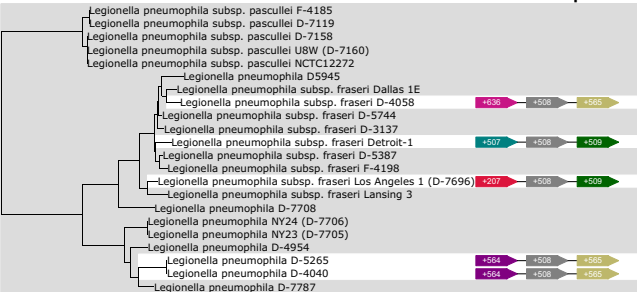 Legionella pneumophila subsp. pascullei F-4185
Legionella pneumophila subsp. pascullei D-7119
Legionella pneumophila subsp. pascullei D-7158
Legionella pneumophila subsp. pascullei U8W (D-7160)
Legionella pneumophila subsp. pascullei NCTC12272
Legionella pneumophila D5945
Legionella pneumophila subsp. fraseri Dallas 1E
Legionella pneumophila subsp. fraseri D-4058 +636 +508 +565
Legionella pneumophila subsp. fraseri D-5744
Legionella pneumophila subsp. fraseri D-3137
Legionella pneumophila subsp. fraseri Detroit-1 +507 +508 +509
Legionella pneumophila subsp. fraseri D-5387
Legionella pneumophila subsp. fraseri F-4198
Legionella pneumophila subsp. fraseri Los Angeles 1 (D-7696) +207 +508 +509
Legionella pneumophila subsp. fraseri Lansing 3
Legionella pneumophila D-7708
Legionella pneumophila NY24 (D-7706)
Legionella pneumophila NY23 (D-7705)
Legionella pneumophila D-4954
Legionella pneumophila D-5265 +564 +508 +565
Legionella pneumophila D-4040 +564 +508 +565
Legionella pneumophila D-7787